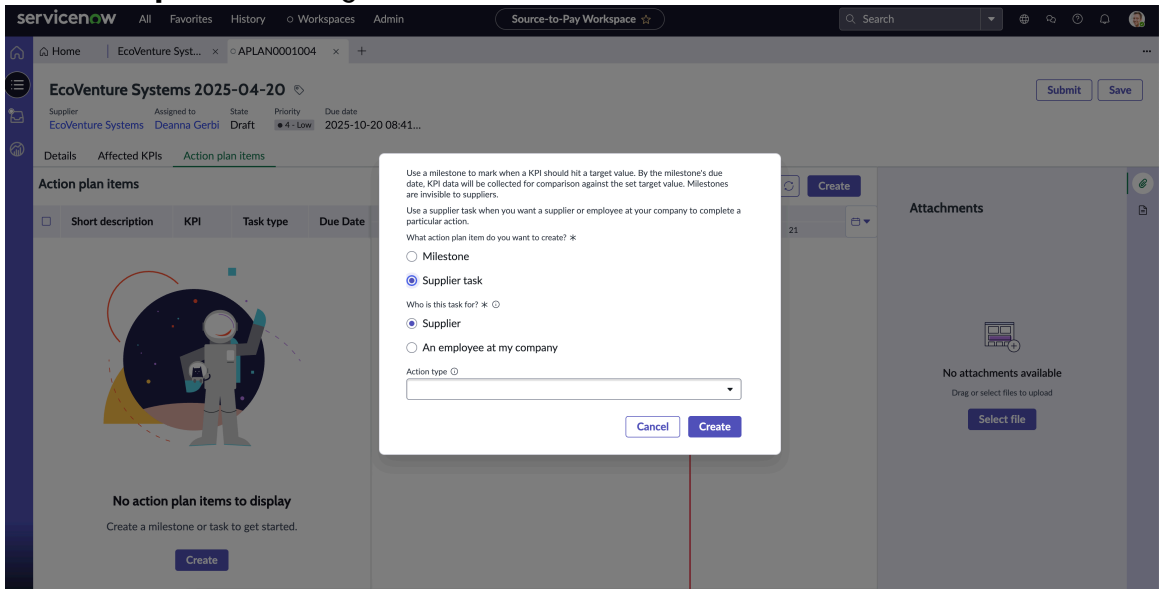 servicenow All Favorites History Workspaces Admin Source-to-Pay Workspace Search
Home EcoVenture Syst... × APLAN0001004 × +
EcoVenture Systems 2025-04-20
Submit Save
Supplier Assigned to State Priority Due date
EcoVenture Systems Deanna Gerbi Draft 4 - Low 2025-10-20 08:41...
Details Affected KPIs Action plan items
Action plan items
Create
Short description KPI Task type Due Date
21
Use a milestone to mark when a KPI should hit a target value. By the milestone's due
date, KPI data will be collected for comparison against the set target value. Milestones
are invisible to suppliers.
Use a supplier task when you want a supplier or employee at your company to complete a
particular action.
What action plan item do you want to create? *
Milestone
Supplier task
Who is this task for? *
Supplier
An employee at my company
Action type
Cancel Create
No action plan items to display
Create a milestone or task to get started.
Create
Attachments
No attachments available
Drag or select files to upload
Select file